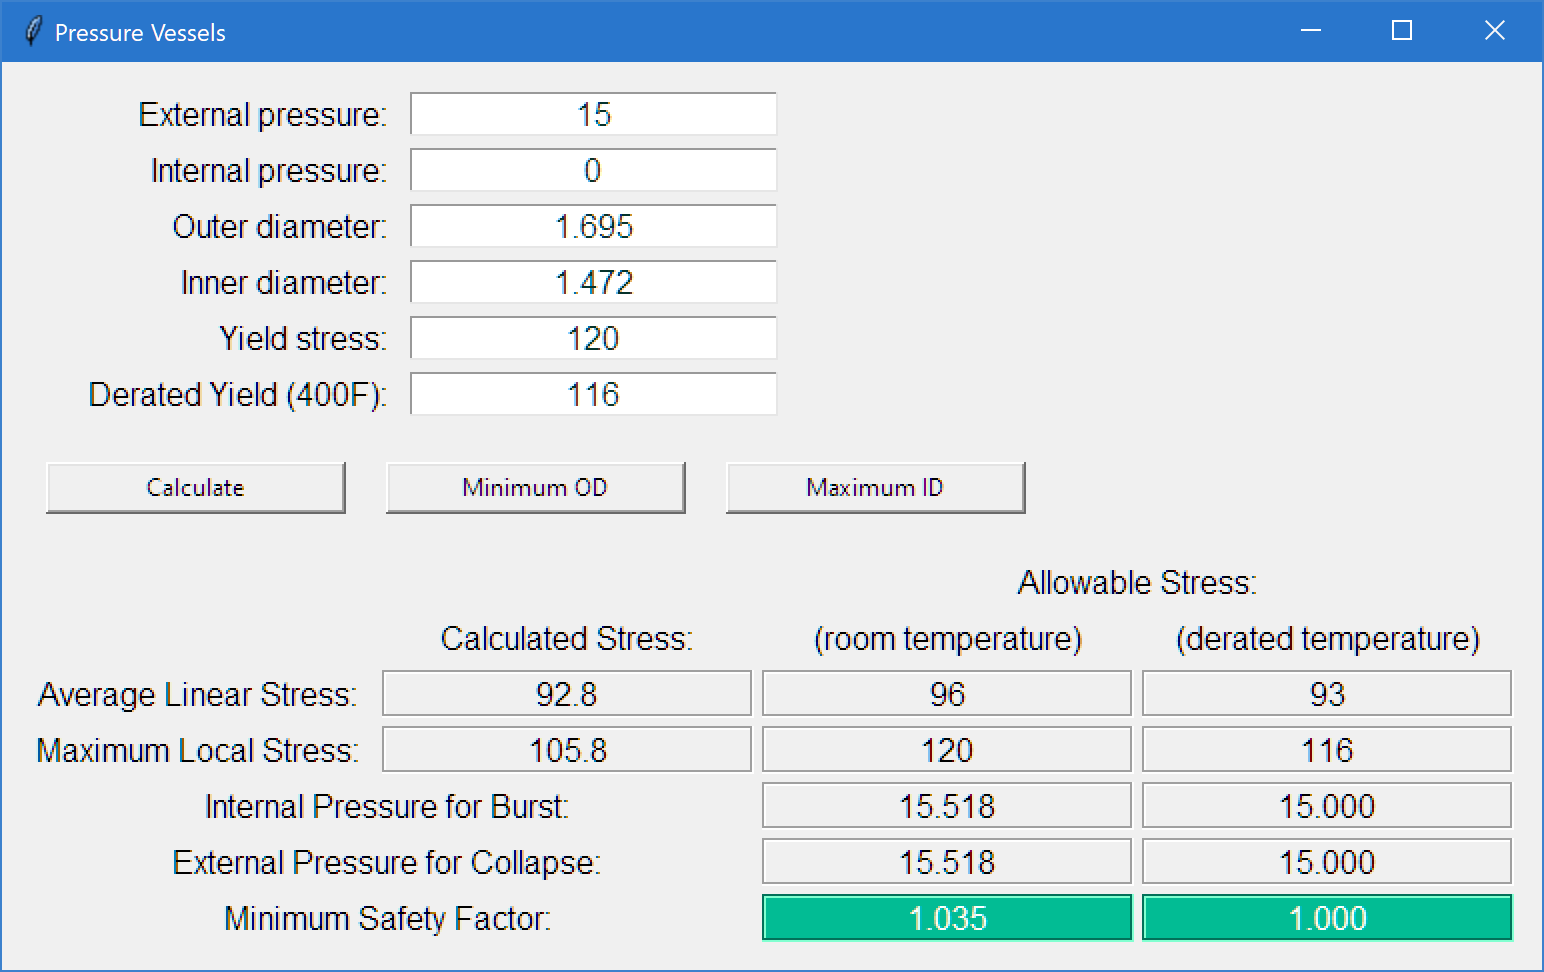 Pressure Vessels
External pressure: 15
Internal pressure: 0
Outer diameter: 1.695
Inner diameter: 1.472
Yield stress: 120
Derated Yield (400F): 116
Calculate Minimum OD Maximum ID
Allowable Stress:
Calculated Stress: (room temperature) (derated temperature)
Average Linear Stress: 92.8 96 93
Maximum Local Stress: 105.8 120 116
Internal Pressure for Burst: 15.518 15.000
External Pressure for Collapse: 15.518 15.000
Minimum Safety Factor: 1.035 1.000